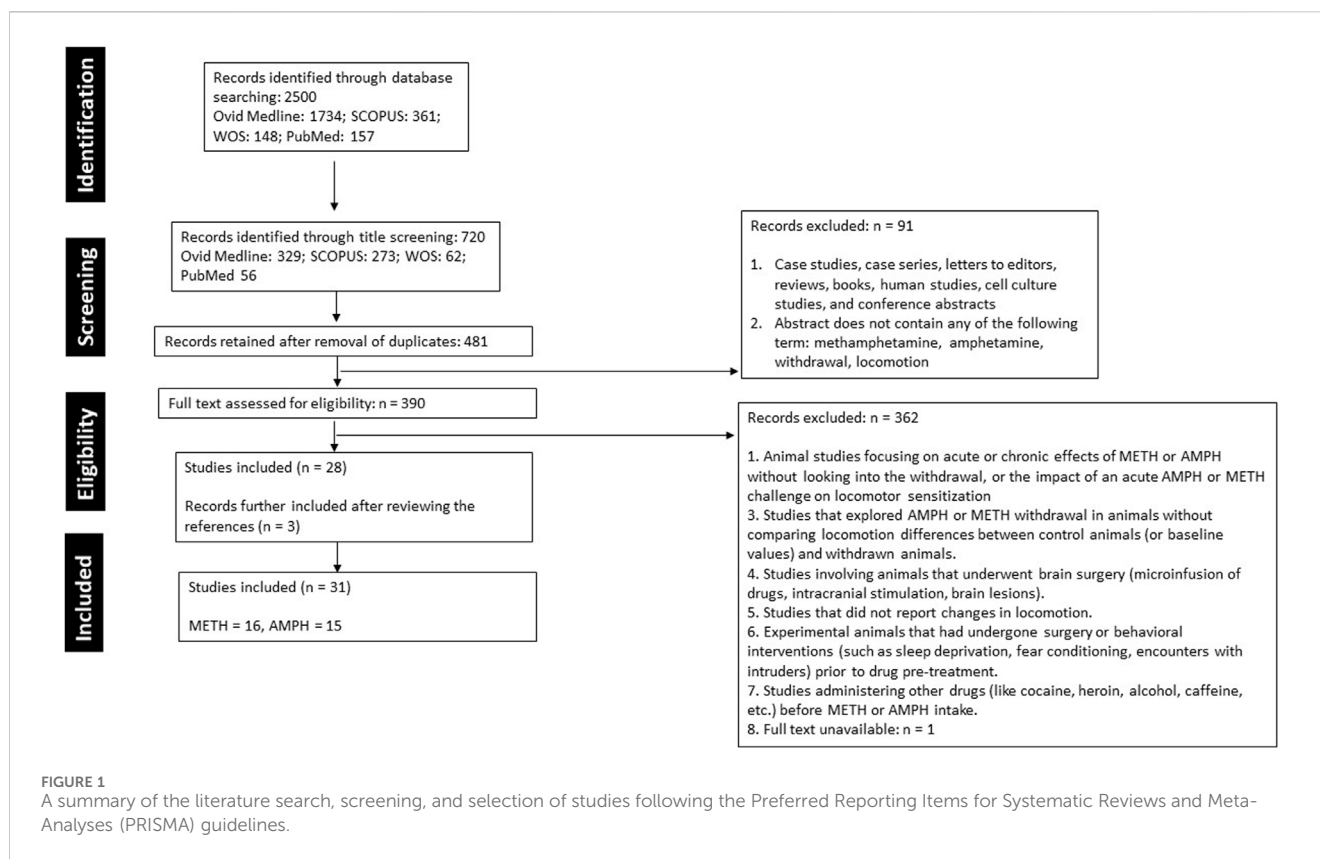 Identification
Records identified through database
searching: 2500
Ovid Medline: 1734; SCOPUS: 361;
WOS: 148; PubMed: 157
Screening
Records identified through title screening: 720
Ovid Medline: 329; SCOPUS: 273; WOS: 62;
PubMed 56
Records retained after removal of duplicates: 481
Records excluded: n = 91
1. Case studies, case series, letters to editors,
reviews, books, human studies, cell culture
studies, and conference abstracts
2. Abstract does not contain any of the following
term: methamphetamine, amphetamine,
withdrawal, locomotion
Eligibility
Full text assessed for eligibility: n = 390
Studies included (n = 28)
Records further included after reviewing the
references (n = 3)
Records excluded: n = 362
1. Animal studies focusing on acute or chronic effects of METH or AMPH
without looking into the withdrawal, or the impact of an acute AMPH or METH
challenge on locomotor sensitization
3. Studies that explored AMPH or METH withdrawal in animals without
comparing locomotion differences between control animals (or baseline
values) and withdrawn animals.
4. Studies involving animals that underwent brain surgery (microinfusion of
drugs, intracranial stimulation, brain lesions).
5. Studies that did not report changes in locomotion.
6. Experimental animals that had undergone surgery or behavioral
interventions (such as sleep deprivation, fear conditioning, encounters with
intruders) prior to drug pre-treatment.
7. Studies administering other drugs (like cocaine, heroin, alcohol, caffeine,
etc.) before METH or AMPH intake.
8. Full text unavailable: n = 1
Included
Studies included (n = 31)
METH = 16, AMPH = 15
FIGURE 1
A summary of the literature search, screening, and selection of studies following the Preferred Reporting Items for Systematic Reviews and Meta-
Analyses (PRISMA) guidelines.